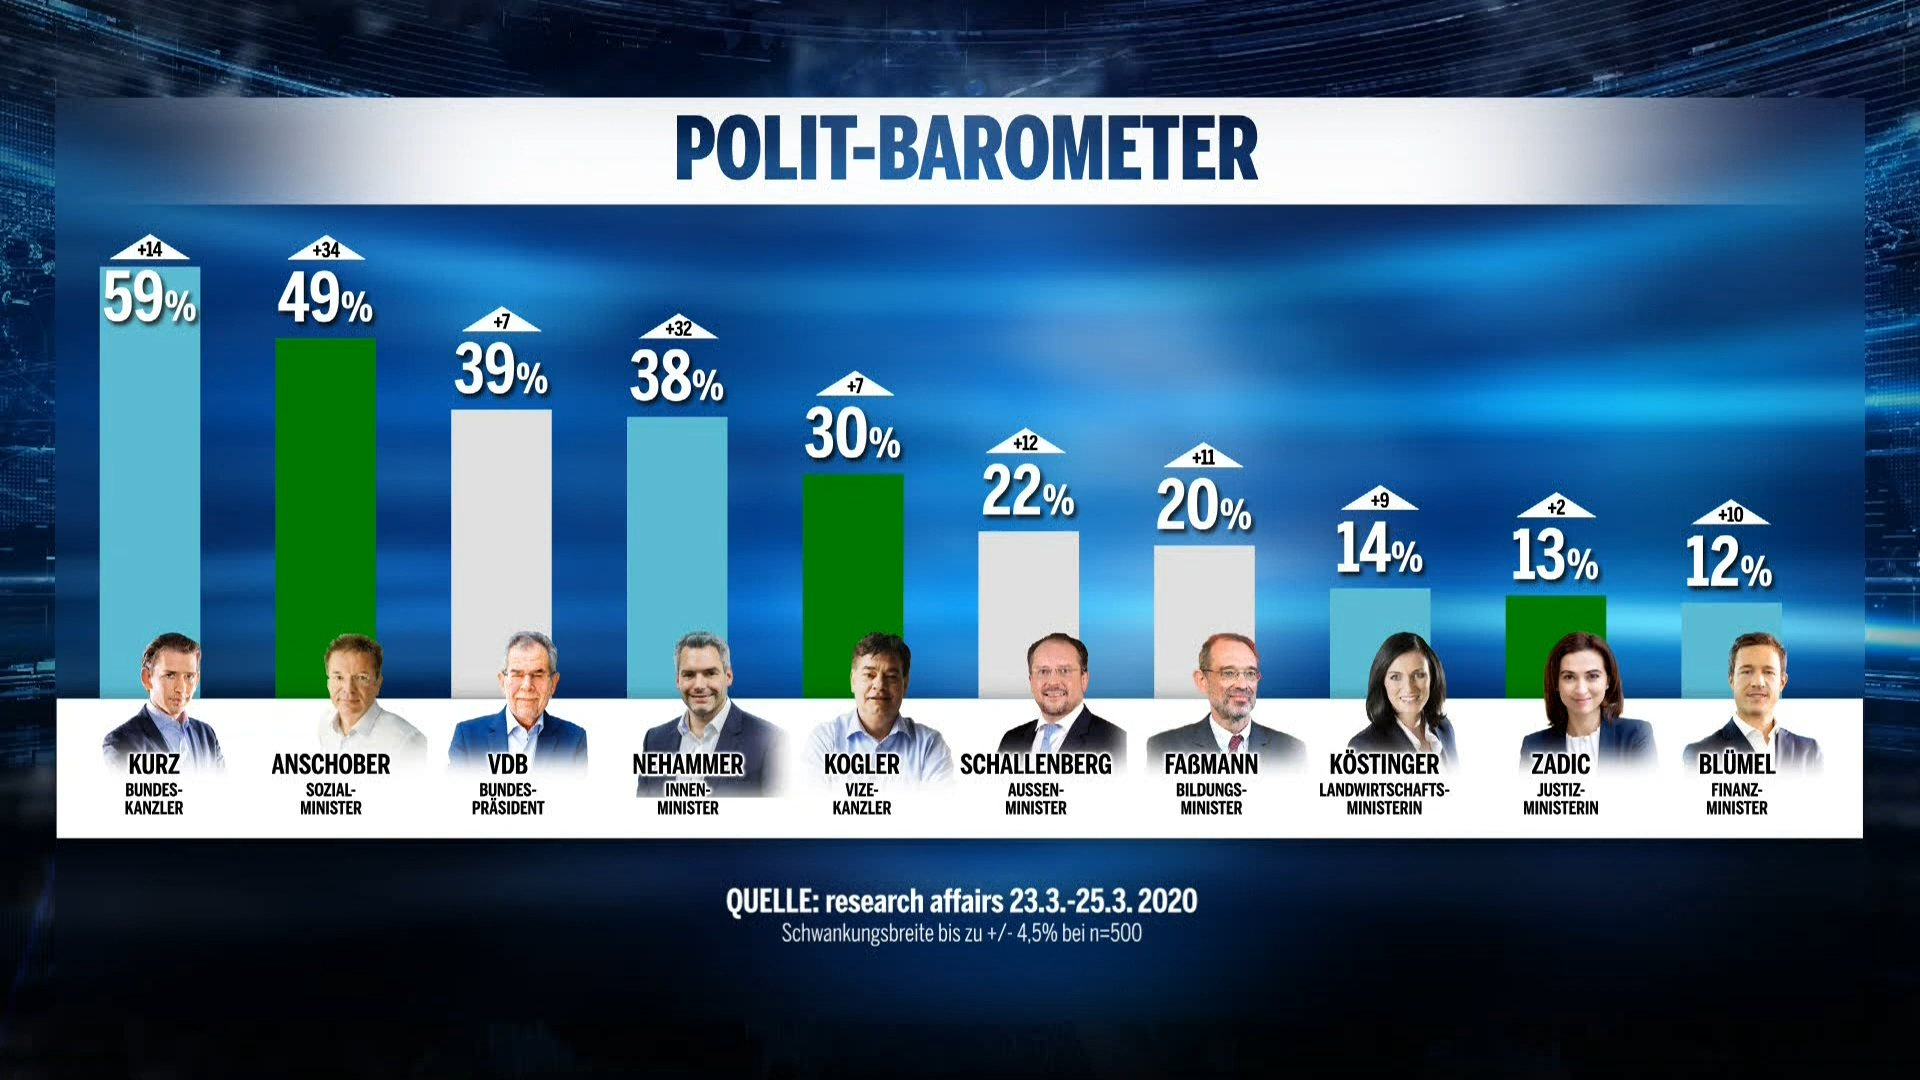 POLIT-BAROMETER
+14
59%
+34
49%
+7
39%
+32
38%
+7
30%
+12
22%
+11
20%
+9
14%
+2
13%
+10
12%
KURZ
BUNDES-
KANZLER
ANSCHOBER
SOZIAL-
MINISTER
VDB
BUNDES-
PRÄSIDENT
NEHAMMER
INNEN-
MINISTER
KOGLER
VIZE-
KANZLER
SCHALLENBERG
AUSSEN-
MINISTER
FAßMANN
BILDUNGS-
MINISTER
KÖSTINGER
LANDWIRTSCHAFTS-
MINISTERIN
ZADIC
JUSTIZ-
MINISTERIN
BLÜMEL
FINANZ-
MINISTER
QUELLE: research affairs 23.3.-25.3. 2020
Schwankungsbreite bis zu +/- 4,5% bei n=500